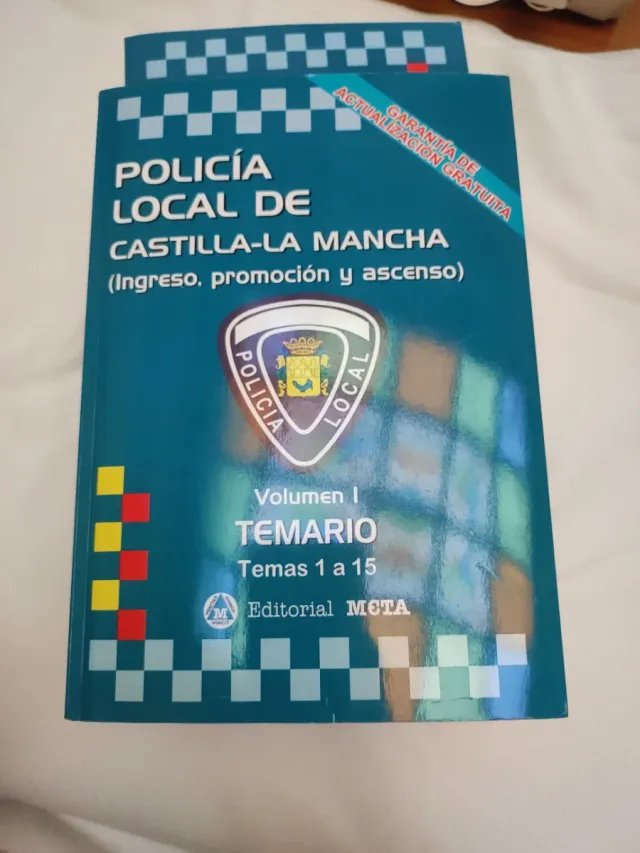 GARANTÍA DE
ACTUALIZACIÓN GRATUITA
POLICÍA
LOCAL DE
CASTILLA-LA MANCHA
(Ingreso, promoción y ascenso)
POLICIA LOCAL
Volumen I
TEMARIO
Temas 1 a 15
M
Editorial META